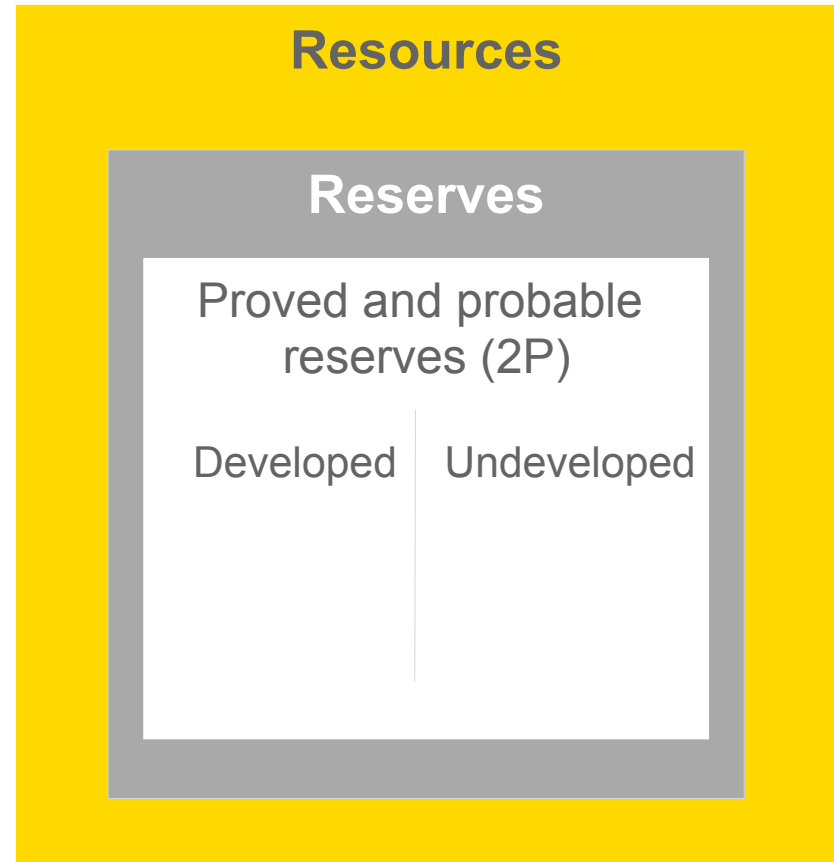 Resources
Reserves
Proved and probable
reserves (2P)
Developed
Undeveloped